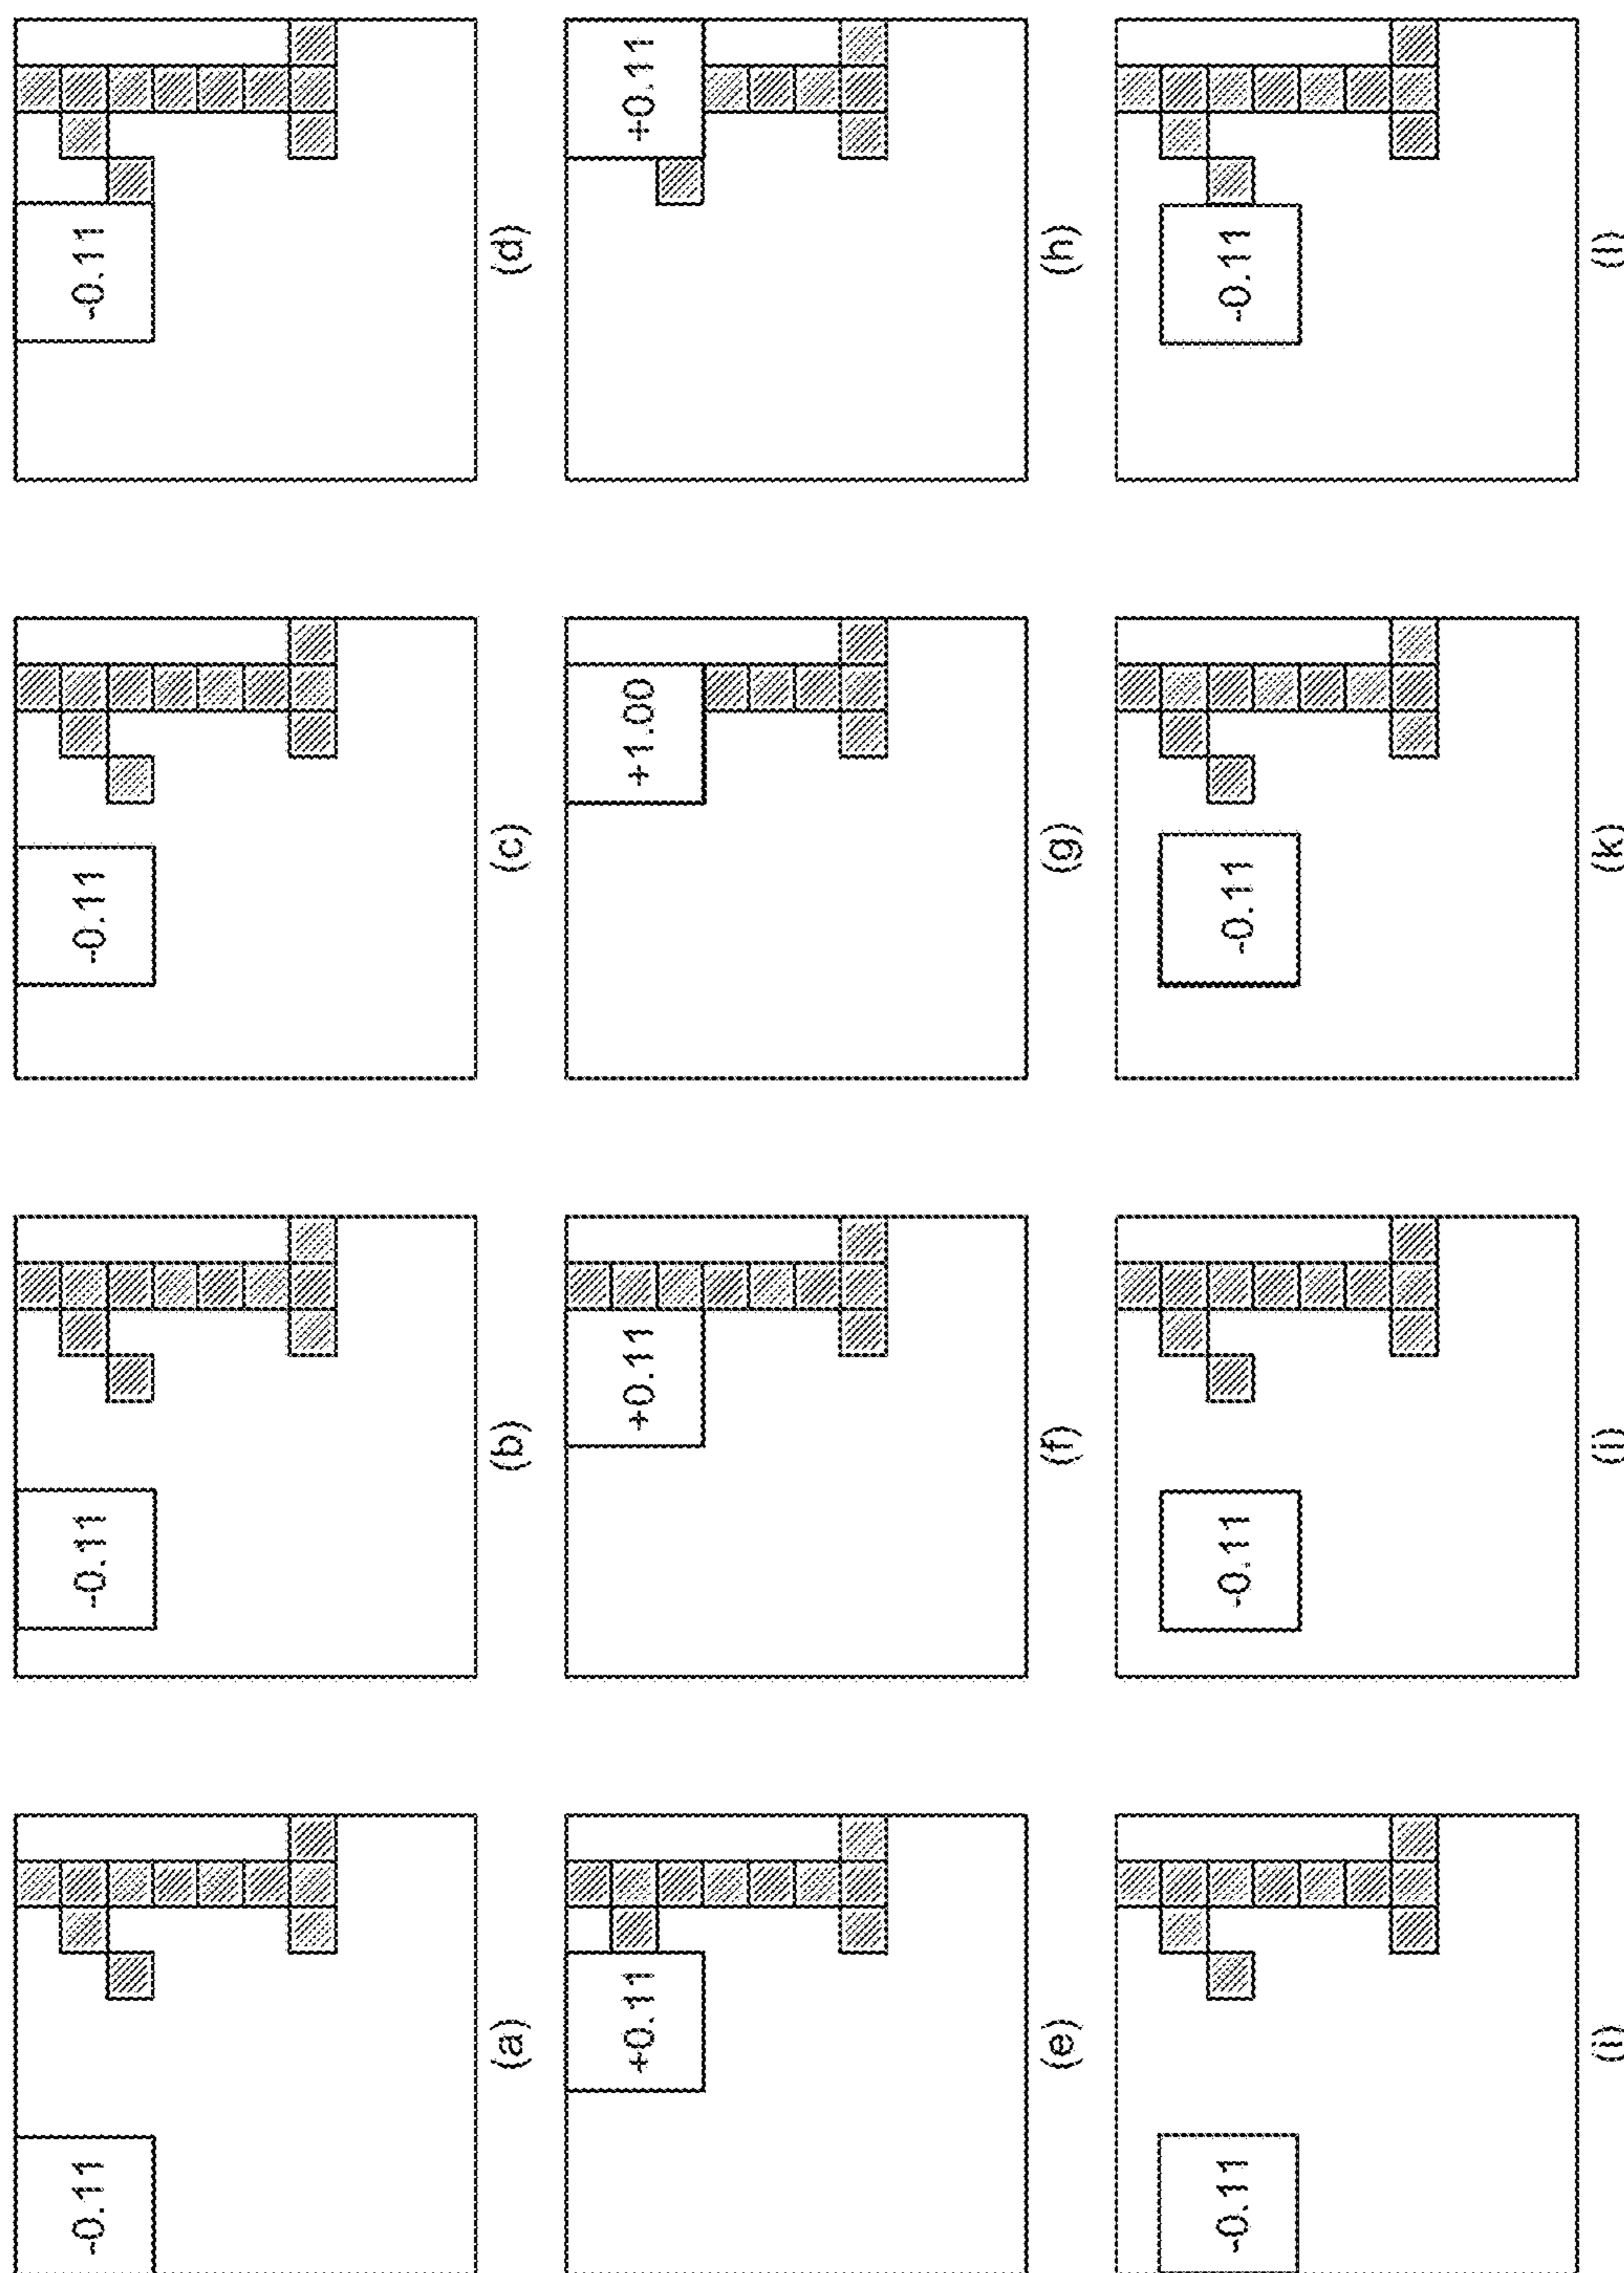 -0.11
(a)
-0.11
(b)
-0.11
(c)
-0.11
(d)
+0.11
(e)
+0.11
(f)
+1.00
(g)
+0.11
(h)
-0.11
(i)
-0.11
(j)
-0.11
(k)
-0.11
(l)